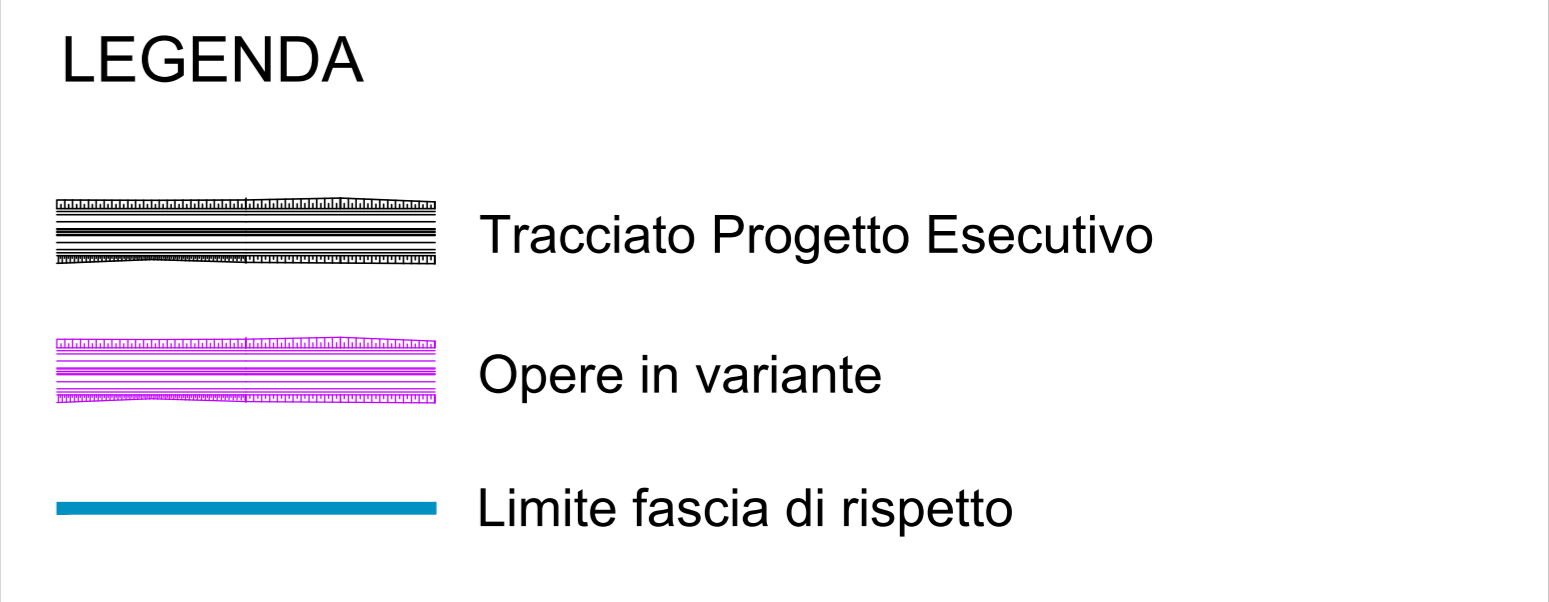 LEGENDA
Tracciato Progetto Esecutivo
Opere in variante
Limite fascia di rispetto